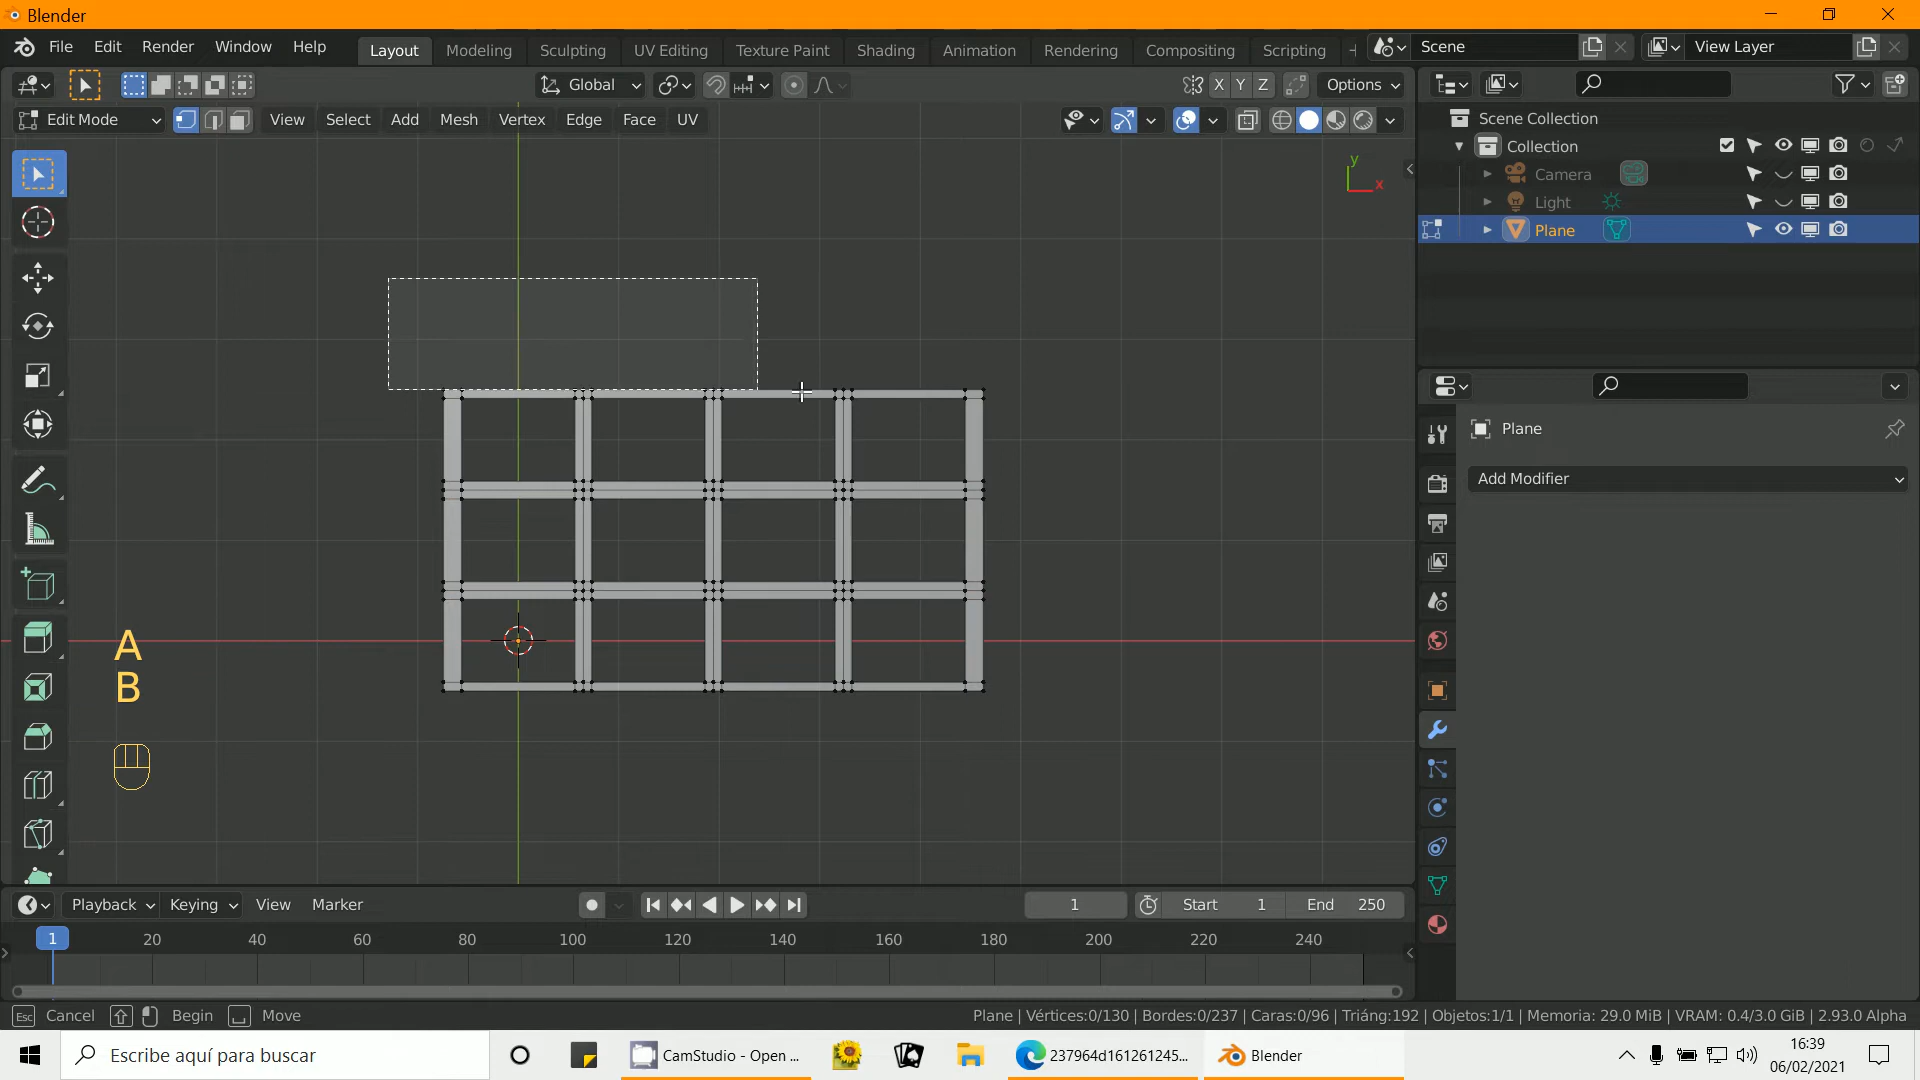 Blender
File Edit Render Window Help Layout Modeling Sculpting UV Editing Texture Paint Shading Animation Rendering Compositing Scripting Scene View Layer
Global X Y Z Options
Edit Mode View Select Add Mesh Vertex Edge Face UV
Scene Collection
Collection
Camera
Light
Plane
y
x
Plane
Add Modifier
A
B
Playback Keying View Marker 1 Start 1 End 250
1 20 40 60 80 100 120 140 160 180 200 220 240
Esc Cancel Begin Move Plane | Vértices:0/130 | Bordes:0/237 | Caras:0/96 | Triáng:192 | Objetos:1/1 | Memoria: 29.0 MiB | VRAM: 0.4/3.0 GiB | 2.93.0 Alpha
Escribe aquí para buscar CamStudio - Open ... 237964d161261245... Blender 16:39
06/02/2021